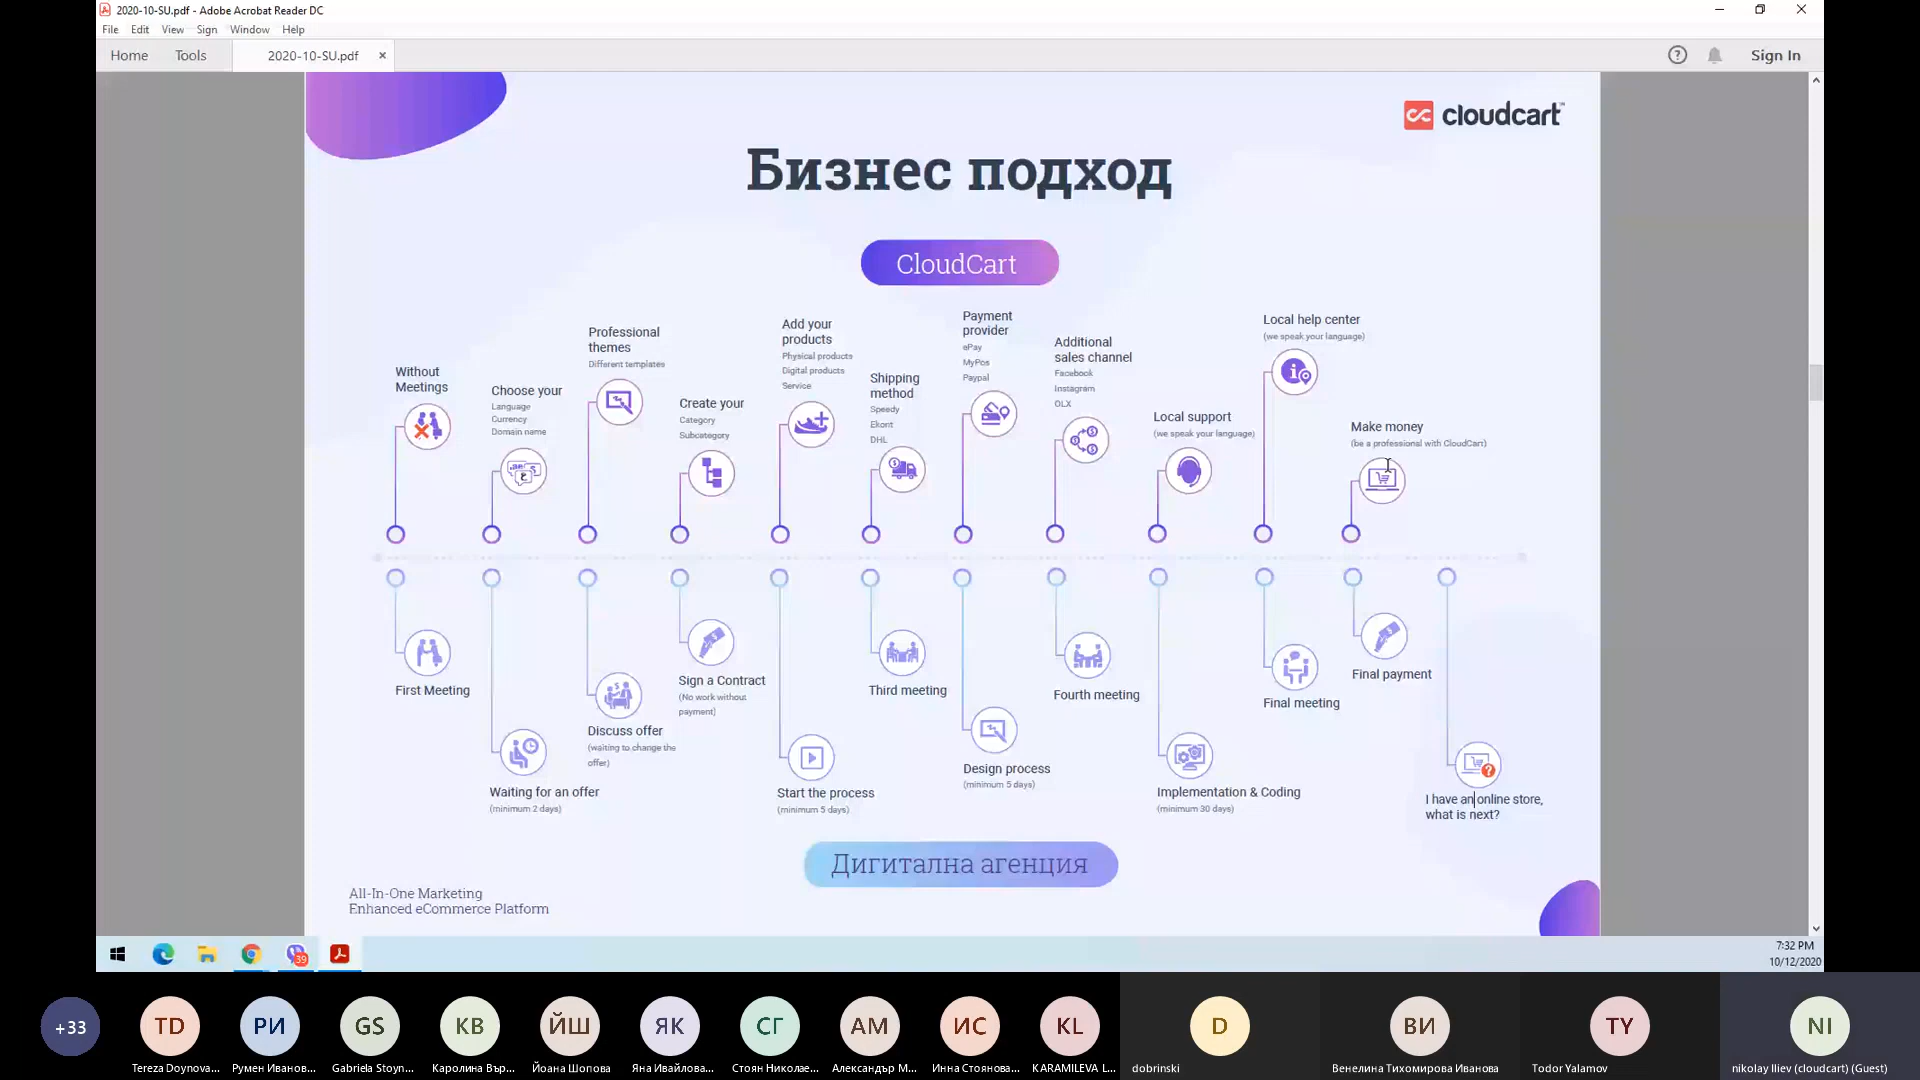 2020-10-SU.pdf - Adobe Acrobat Reader DC
File Edit View Sign Window Help
Home Tools 2020-10-SU.pdf × Sign In
cloudcart
Бизнес подход
CloudCart
Without
Meetings
Choose your
Language
Currency
Domain name
Professional
themes
Different templates
Create your
Category
Subcategory
Add your
products
Physical products
Digital products
Service
Shipping
method
Speedy
Ekont
DHL
Payment
provider
ePay
MyPos
Paypal
Additional
sales channel
Facebook
Instagram
OLX
Local support
(we speak your language)
Local help center
(we speak your language)
Make money
(be a professional with CloudCart)
First Meeting
Waiting for an offer
(minimum 2 days)
Discuss offer
(waiting to change the
offer)
Sign a Contract
(No work without
payment)
Start the process
(minimum 5 days)
Third meeting
Design process
(minimum 5 days)
Fourth meeting
Implementation & Coding
(minimum 30 days)
Final meeting
Final payment
I have an online store,
what is next?
Дигитална агенция
All-In-One Marketing
Enhanced eCommerce Platform
39
7:32 PM
10/12/2020
+33 TD РИ GS КВ ЙШ ЯК СГ АМ ИС KL D ВИ TY NI
Tereza Doynova... Румен Иванов... Gabriela Stoyn... Каролина Вър... Йоана Шопова Яна Ивайлова... Стоян Николае... Александър М... Инна Стоянова... KARAMILEVA L... dobrinski Венелина Тихомирова Иванова Todor Yalamov nikolay Iliev (cloudcart) (Guest)